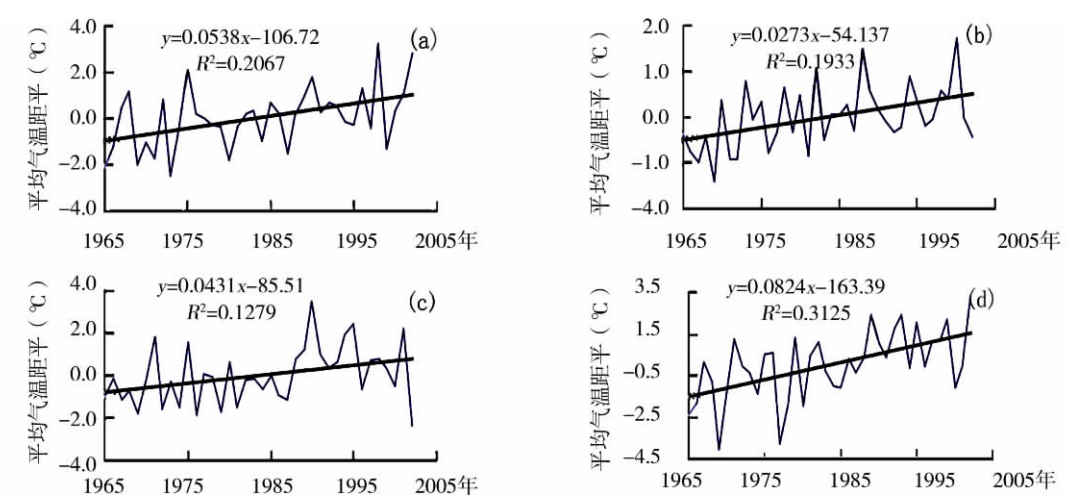 4.0
2.0
0.0
−2.0
−4.0
平均气温距平（℃）
y=0.0538x−106.72
R²=0.2067
(a)
1965 1975 1985 1995 2005年
2.0
1.0
0.0
−1.0
−4.0
平均气温距平（℃）
y=0.0273x−54.137
R²=0.1933
(b)
1965 1975 1985 1995 2005年
4.0
2.0
0.0
−2.0
−4.0
平均气温距平（℃）
y=0.0431x−85.51
R²=0.1279
(c)
1965 1975 1985 1995 2005年
3.5
1.5
−0.5
−2.5
−4.5
平均气温距平（℃）
y=0.0824x−163.39
R²=0.3125
(d)
1965 1975 1985 1995 2005年